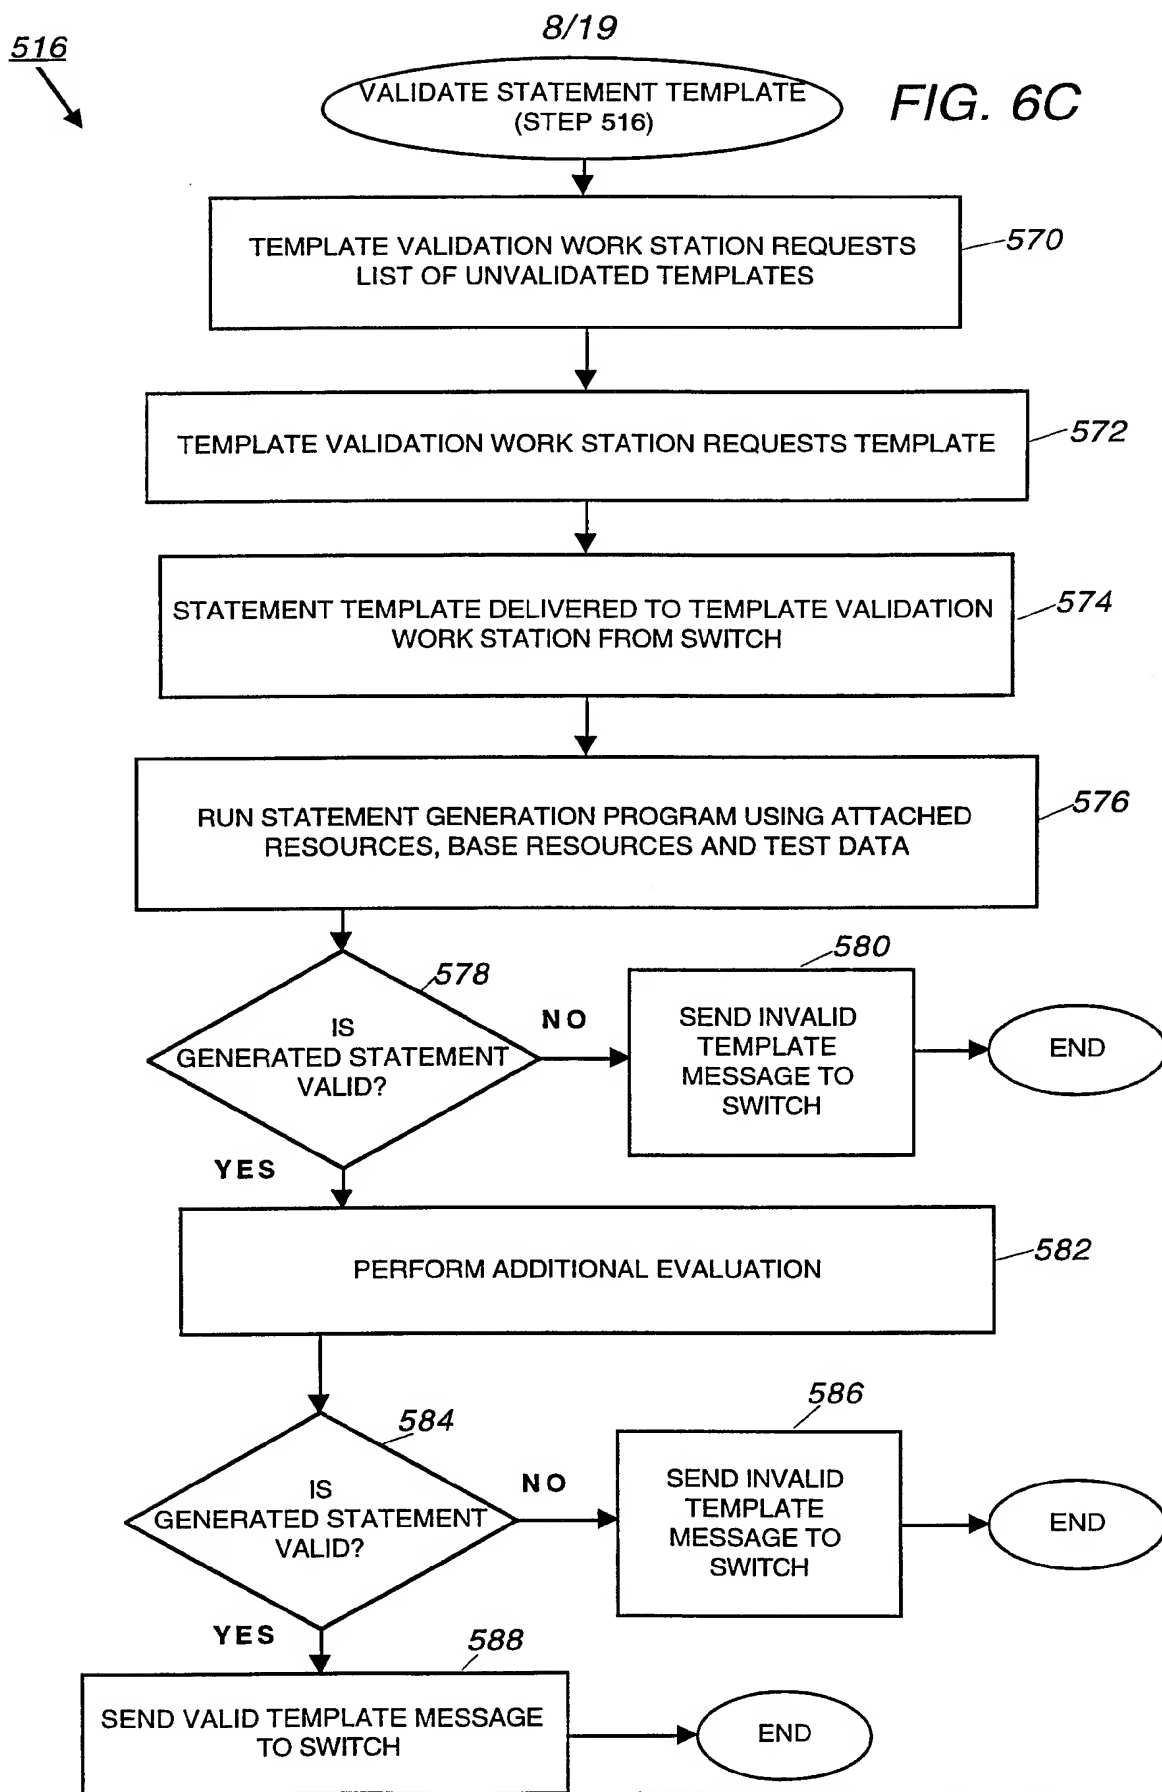 8/19
516
FIG. 6C
VALIDATE STATEMENT TEMPLATE
(STEP 516)
TEMPLATE VALIDATION WORK STATION REQUESTS
LIST OF UNVALIDATED TEMPLATES
570
TEMPLATE VALIDATION WORK STATION REQUESTS TEMPLATE
572
STATEMENT TEMPLATE DELIVERED TO TEMPLATE VALIDATION
WORK STATION FROM SWITCH
574
RUN STATEMENT GENERATION PROGRAM USING ATTACHED
RESOURCES, BASE RESOURCES AND TEST DATA
576
578
IS
GENERATED STATEMENT
VALID?
NO
580
SEND INVALID
TEMPLATE
MESSAGE TO
SWITCH
END
YES
PERFORM ADDITIONAL EVALUATION
582
584
IS
GENERATED STATEMENT
VALID?
NO
586
SEND INVALID
TEMPLATE
MESSAGE TO
SWITCH
END
YES
588
SEND VALID TEMPLATE MESSAGE
TO SWITCH
END